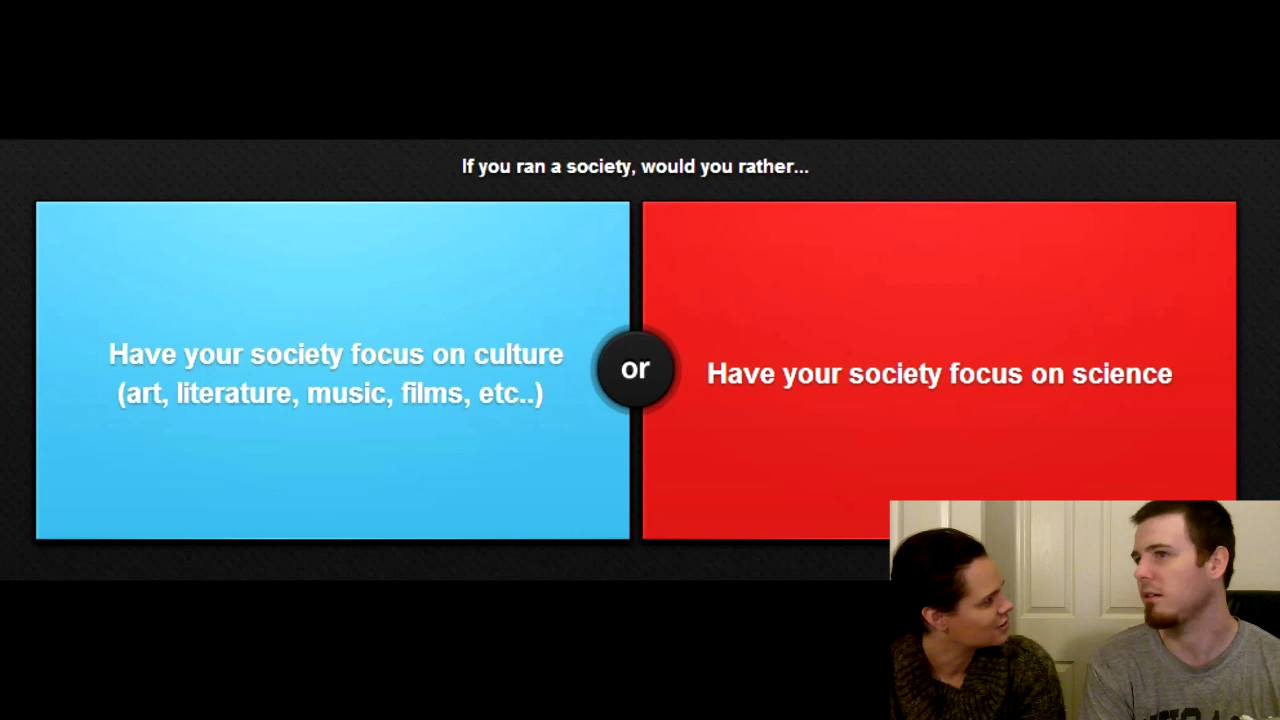 If you ran a society, would you rather...
Have your society focus on culture
(art, literature, music, films, etc..)
or
Have your society focus on science